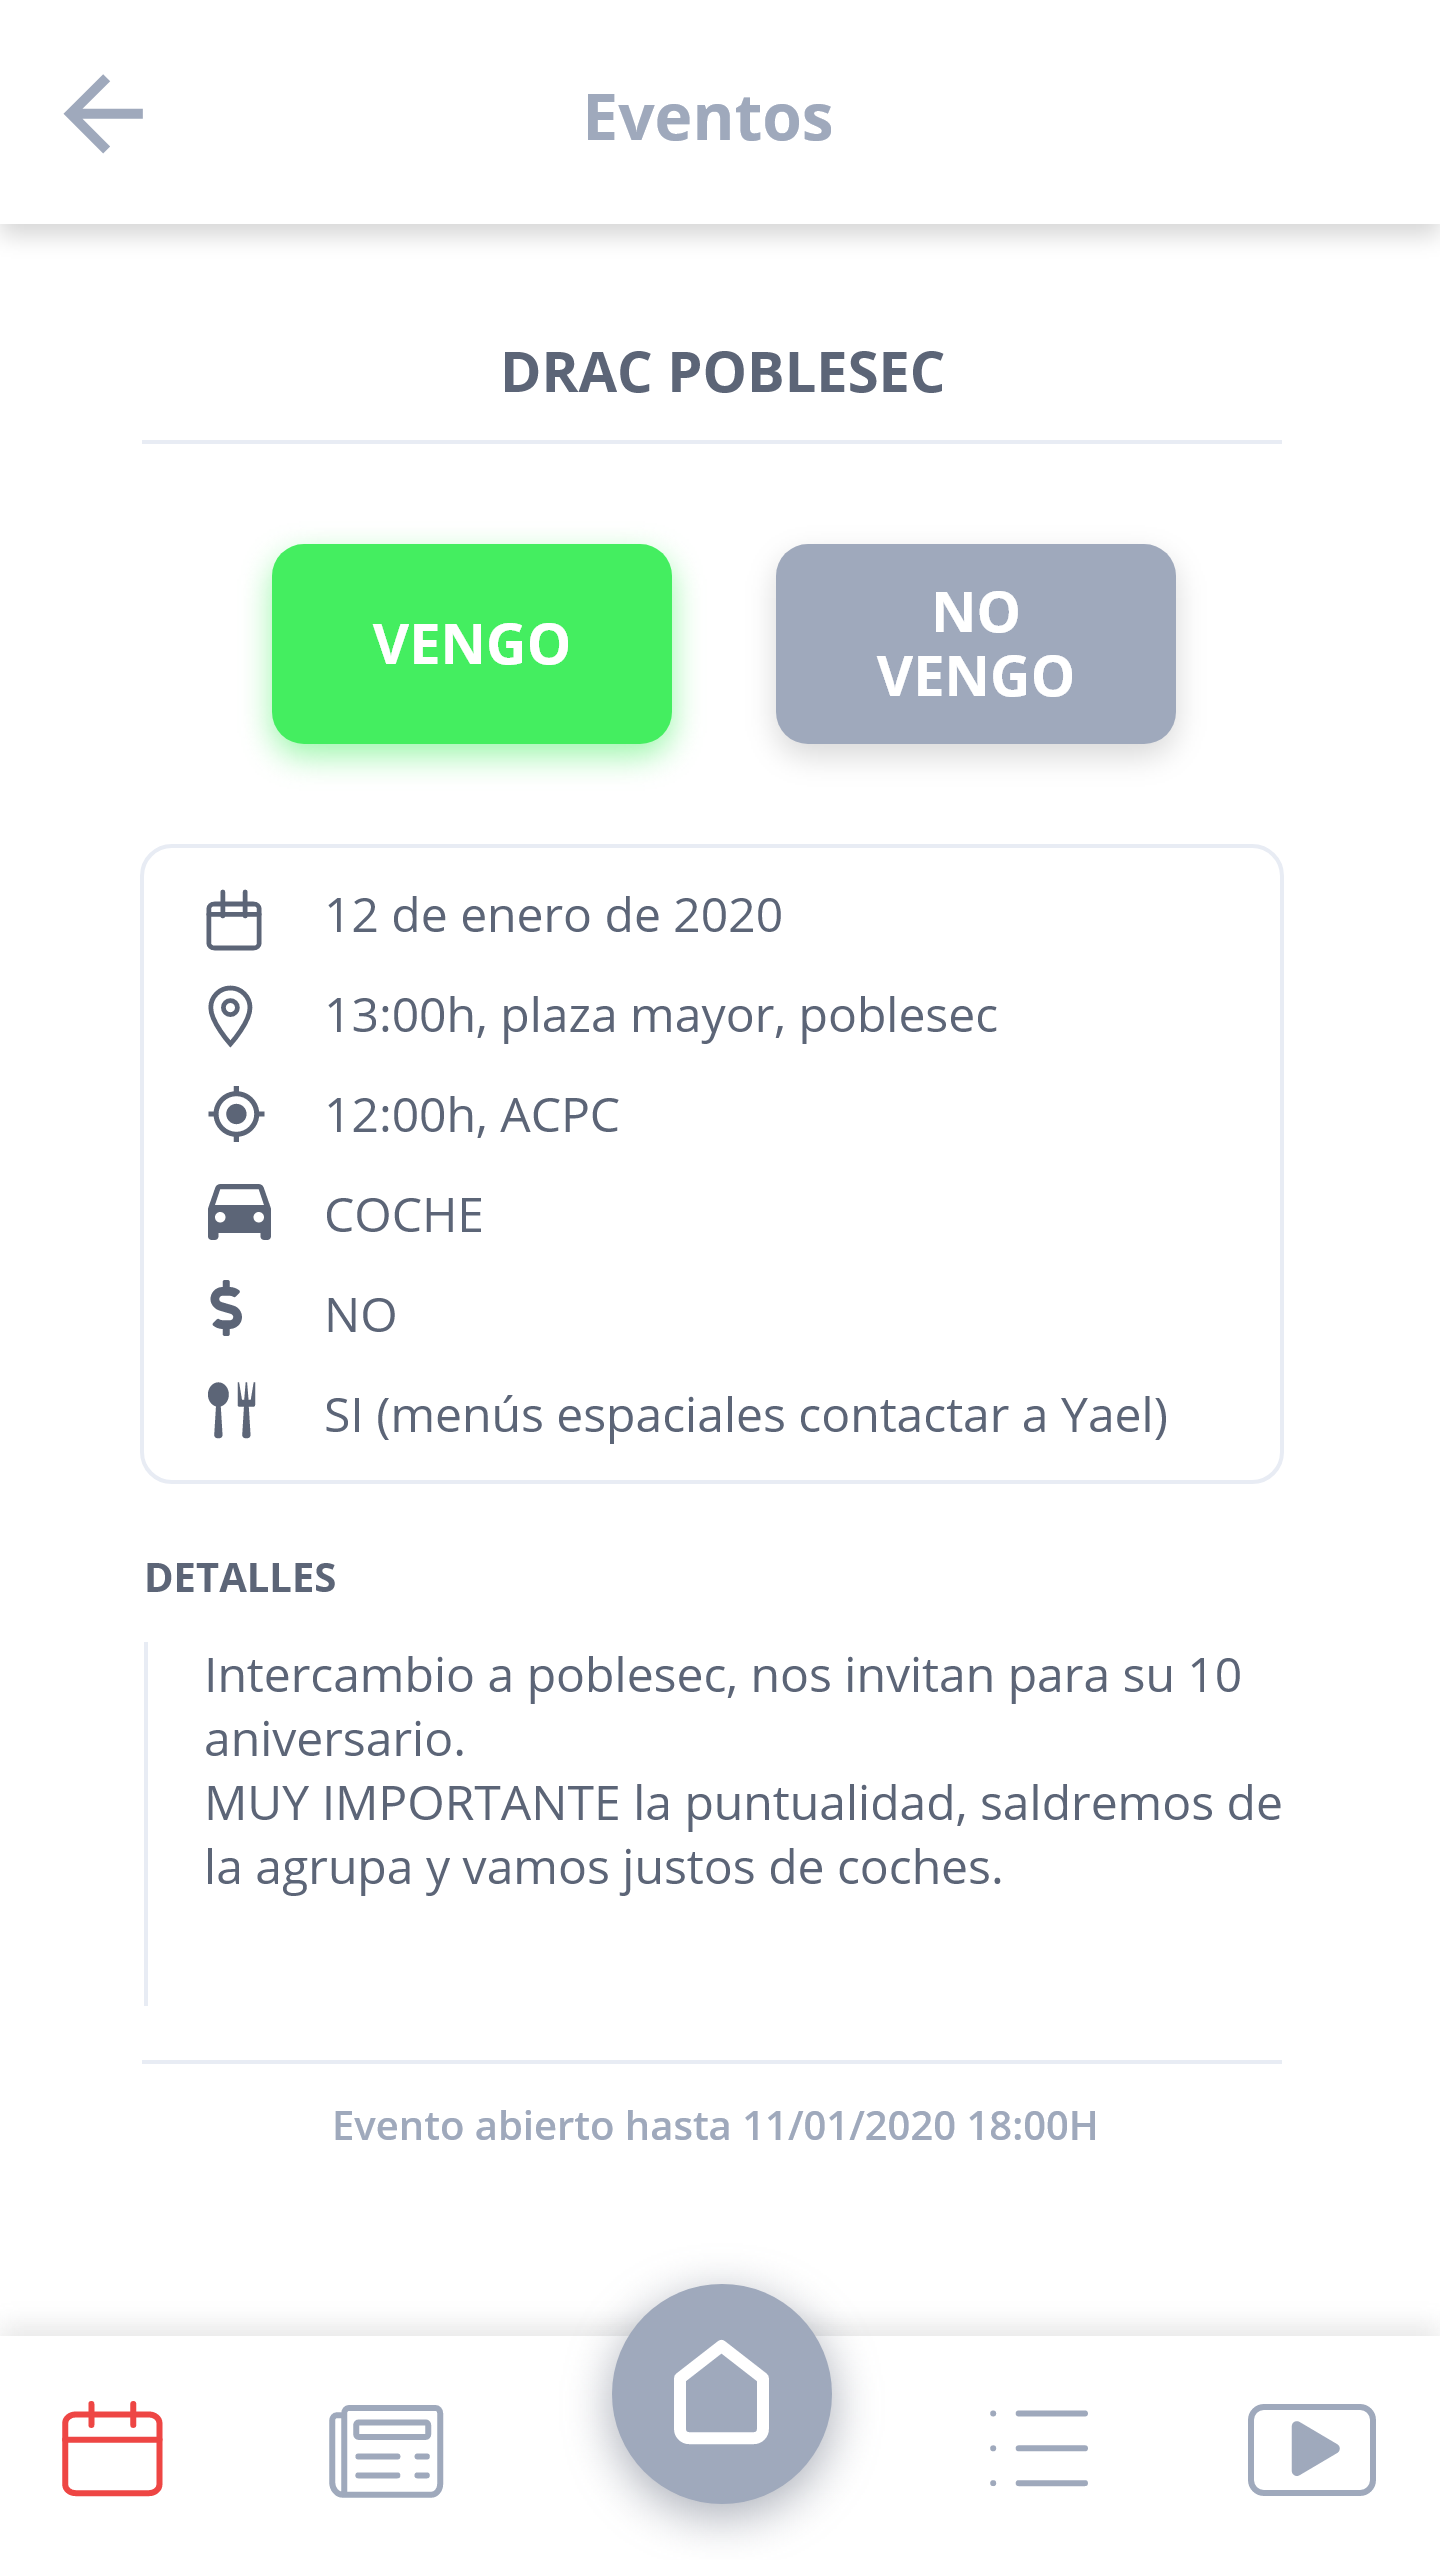 Eventos
DRAC POBLESEC
VENGO
NO
VENGO
12 de enero de 2020
13:00h, plaza mayor, poblesec
12:00h, ACPC
COCHE
NO
SI (menús espaciales contactar a Yael)
DETALLES
Intercambio a poblesec, nos invitan para su 10
aniversario.
MUY IMPORTANTE la puntualidad, saldremos de
la agrupa y vamos justos de coches.
Evento abierto hasta 11/01/2020 18:00H